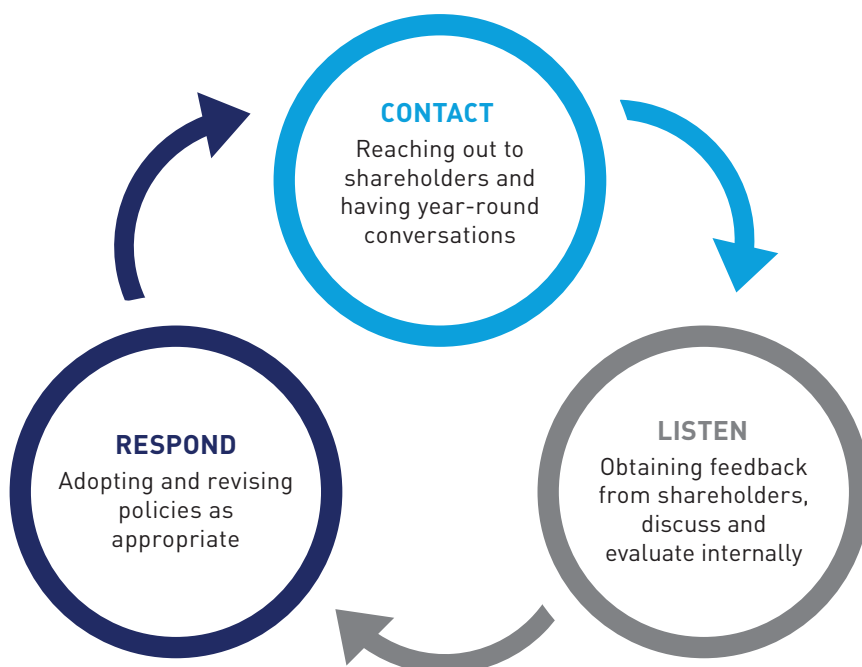 CONTACT
Reaching out to
shareholders and
having year-round
conversations
LISTEN
Obtaining feedback
from shareholders,
discuss and
evaluate internally
RESPOND
Adopting and revising
policies as
appropriate